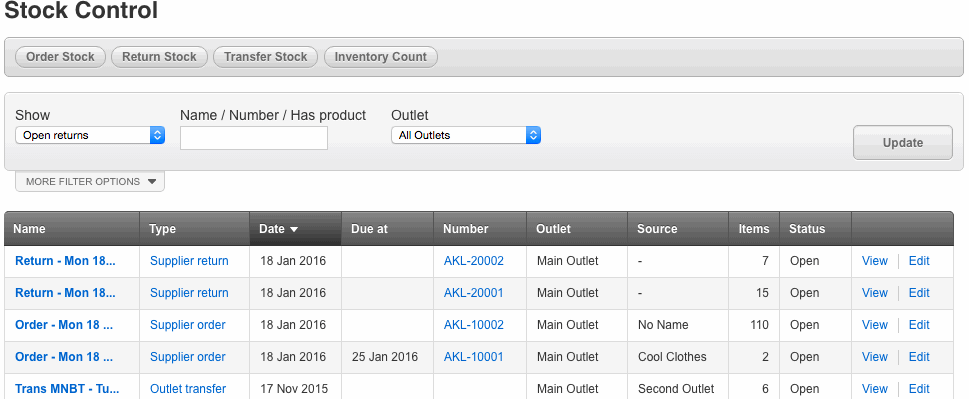 Stock Control
Order Stock Return Stock Transfer Stock Inventory Count
Show Name / Number / Has product Outlet
Open returns All Outlets
Update
MORE FILTER OPTIONS
Name Type Date Due at Number Outlet Source Items Status
Return - Mon 18... Supplier return 18 Jan 2016 AKL-20002 Main Outlet - 7 Open View Edit
Return - Mon 18... Supplier return 18 Jan 2016 AKL-20001 Main Outlet - 15 Open View Edit
Order - Mon 18 ... Supplier order 18 Jan 2016 AKL-10002 Main Outlet No Name 110 Open View Edit
Order - Mon 18 ... Supplier order 18 Jan 2016 25 Jan 2016 AKL-10001 Main Outlet Cool Clothes 2 Open View Edit
Trans MNBT - Tu... Outlet transfer 17 Nov 2015 Main Outlet Second Outlet 6 Open View Edit